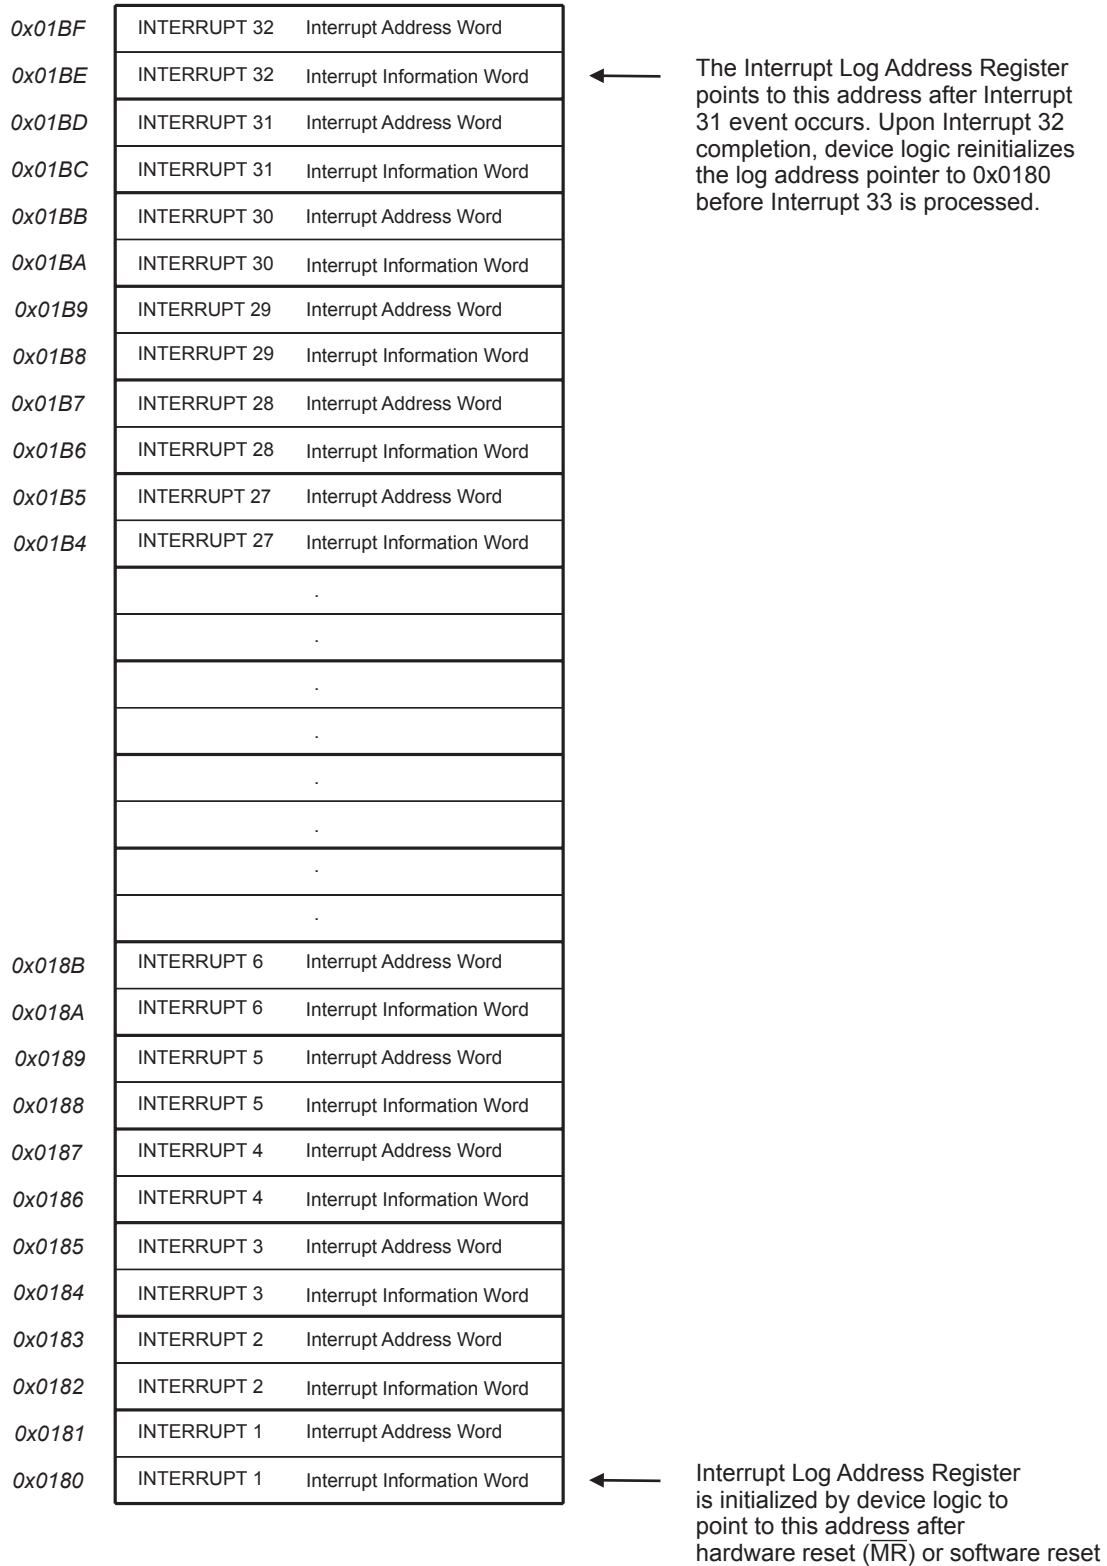 0x01BF INTERRUPT 32 Interrupt Address Word
0x01BE INTERRUPT 32 Interrupt Information Word
The Interrupt Log Address Register
points to this address after Interrupt
31 event occurs. Upon Interrupt 32
completion, device logic reinitializes
the log address pointer to 0x0180
before Interrupt 33 is processed.
0x01BD INTERRUPT 31 Interrupt Address Word
0x01BC INTERRUPT 31 Interrupt Information Word
0x01BB INTERRUPT 30 Interrupt Address Word
0x01BA INTERRUPT 30 Interrupt Information Word
0x01B9 INTERRUPT 29 Interrupt Address Word
0x01B8 INTERRUPT 29 Interrupt Information Word
0x01B7 INTERRUPT 28 Interrupt Address Word
0x01B6 INTERRUPT 28 Interrupt Information Word
0x01B5 INTERRUPT 27 Interrupt Address Word
0x01B4 INTERRUPT 27 Interrupt Information Word
.
.
.
.
.
.
.
.
0x018B INTERRUPT 6 Interrupt Address Word
0x018A INTERRUPT 6 Interrupt Information Word
0x0189 INTERRUPT 5 Interrupt Address Word
0x0188 INTERRUPT 5 Interrupt Information Word
0x0187 INTERRUPT 4 Interrupt Address Word
0x0186 INTERRUPT 4 Interrupt Information Word
0x0185 INTERRUPT 3 Interrupt Address Word
0x0184 INTERRUPT 3 Interrupt Information Word
0x0183 INTERRUPT 2 Interrupt Address Word
0x0182 INTERRUPT 2 Interrupt Information Word
0x0181 INTERRUPT 1 Interrupt Address Word
0x0180 INTERRUPT 1 Interrupt Information Word
Interrupt Log Address Register
is initialized by device logic to
point to this address after
hardware reset (M̅R̅) or software reset